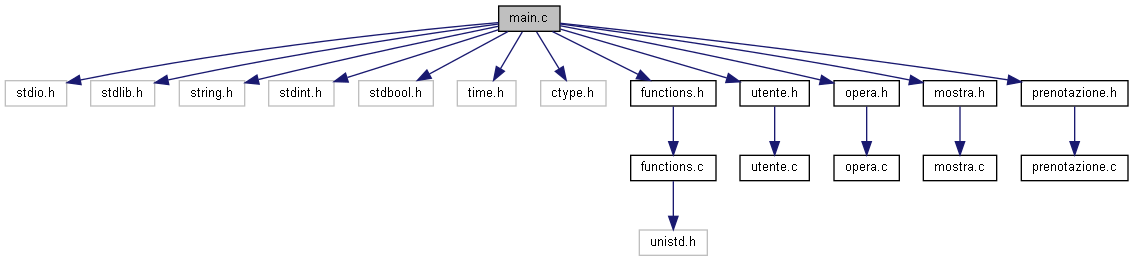 main.c
stdio.h stdlib.h string.h stdint.h stdbool.h time.h ctype.h functions.h utente.h opera.h mostra.h prenotazione.h
functions.c utente.c opera.c mostra.c prenotazione.c
unistd.h